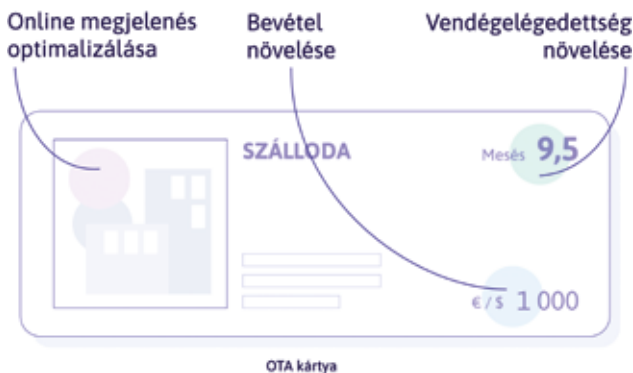 Online megjelenés
optimalizálása
Bevétel
növelése
Vendégelégedettség
növelése
SZÁLLODA
Mesés 9,5
€ / $ 1 000
OTA kártya